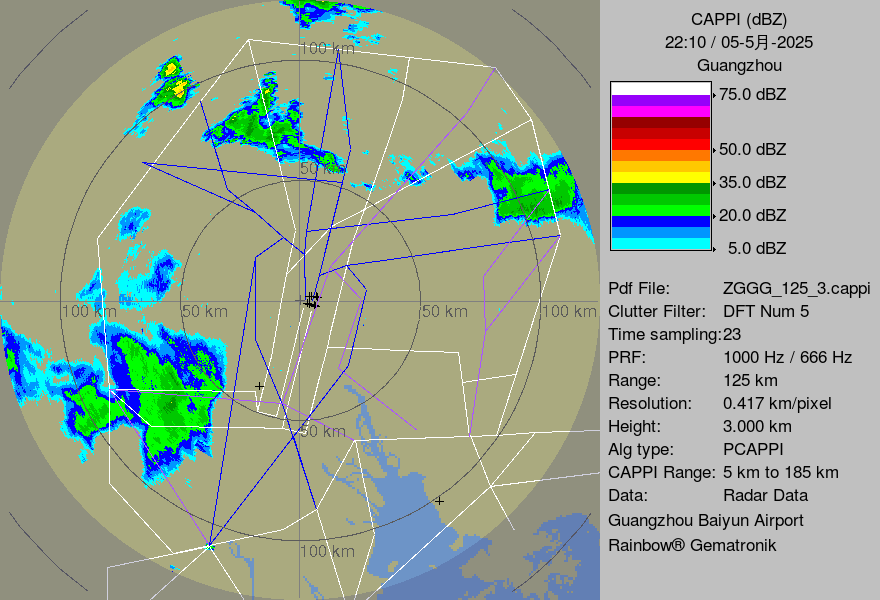 CAPPI (dBZ)
22:10 / 05-5月-2025
Guangzhou
75.0 dBZ
50.0 dBZ
35.0 dBZ
20.0 dBZ
5.0 dBZ
Pdf File: ZGGG_125_3.cappi
Clutter Filter: DFT Num 5
Time sampling:23
PRF: 1000 Hz / 666 Hz
Range: 125 km
Resolution: 0.417 km/pixel
Height: 3.000 km
Alg type: PCAPPI
CAPPI Range: 5 km to 185 km
Data: Radar Data
Guangzhou Baiyun Airport
Rainbow® Gematronik
100 km
50 km
100 km 50 km 50 km 100 km
50 km
100 km